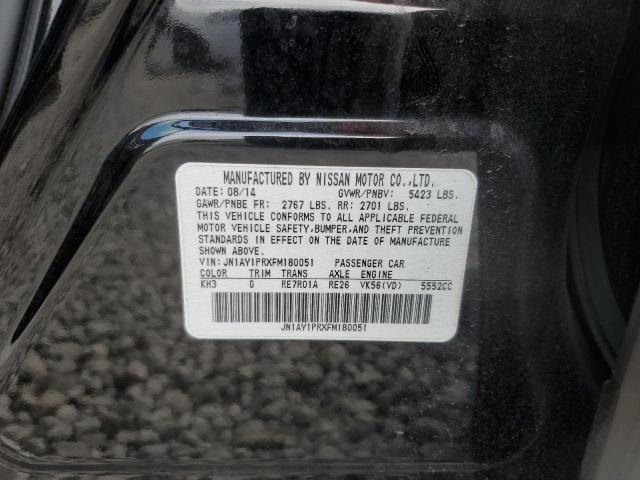 MANUFACTURED BY NISSAN MOTOR CO.,LTD.
DATE: 08/14 GVWR/PNBV: 5423 LBS.
GAWR/PNBE FR: 2767 LBS. RR: 2701 LBS.
THIS VEHICLE CONFORMS TO ALL APPLICABLE FEDERAL
MOTOR VEHICLE SAFETY,BUMPER,AND THEFT PREVENTION
STANDARDS IN EFFECT ON THE DATE OF MANUFACTURE
SHOWN ABOVE.
VIN:JN1AY1PRXFM180051 PASSENGER CAR
COLOR TRIM TRANS AXLE ENGINE
KH3 G RE7R01A RE26 VK56(VD) 5552CC
JN1AY1PRXFM180051